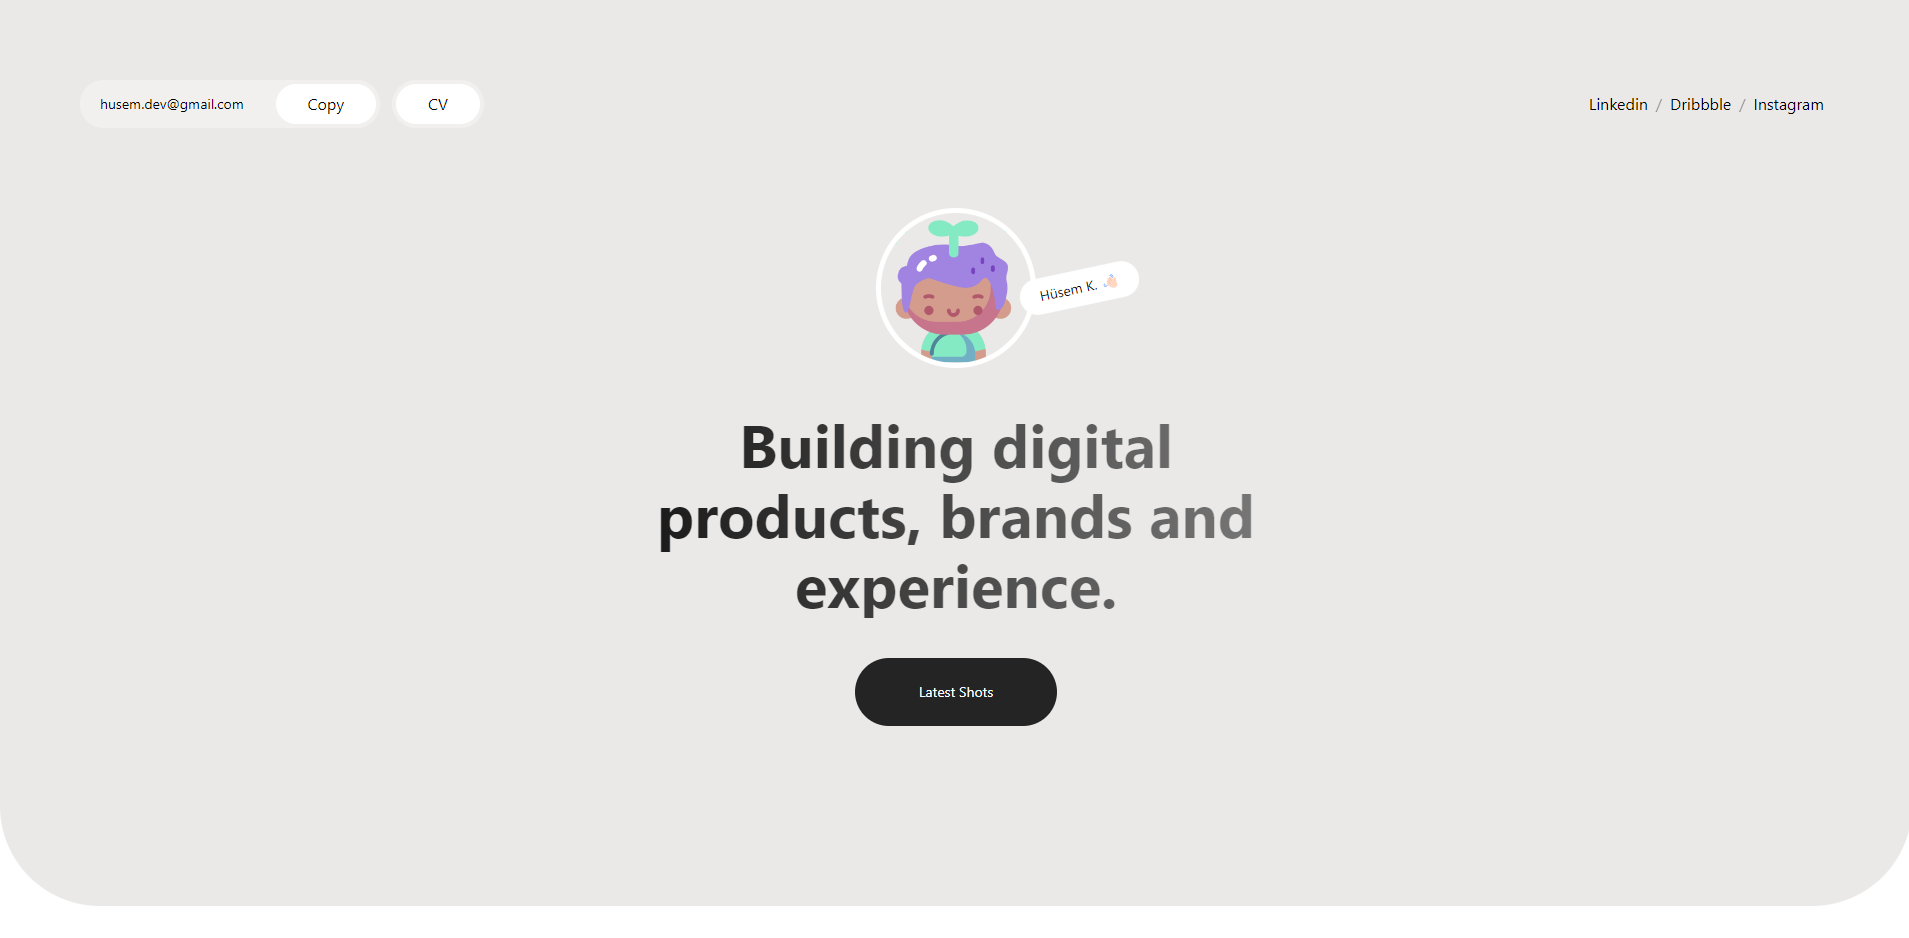 husem.dev@gmail.com Copy CV Linkedin / Dribbble / Instagram
Hüsem K. 👋🏻
Building digital
products, brands and
experience.
Latest Shots